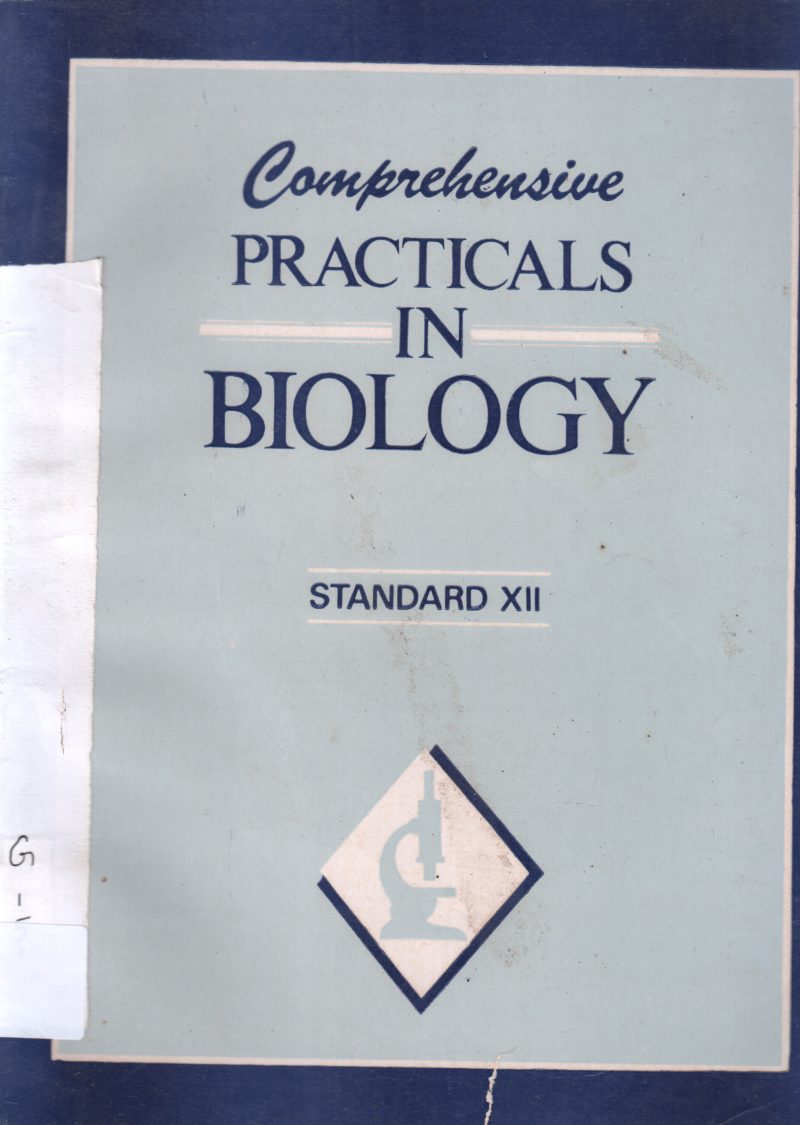 Comprehensive
PRACTICALS
IN
BIOLOGY
STANDARD XII
G